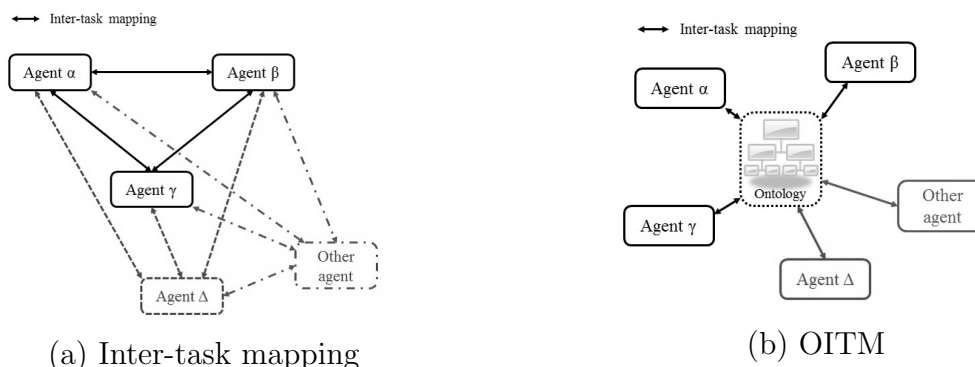 Inter-task mapping
Agent α
Agent β
Agent γ
Other
agent
Agent Δ
(a) Inter-task mapping
Inter-task mapping
Agent β
Agent α
Ontology
Other
agent
Agent γ
Agent Δ
(b) OITM